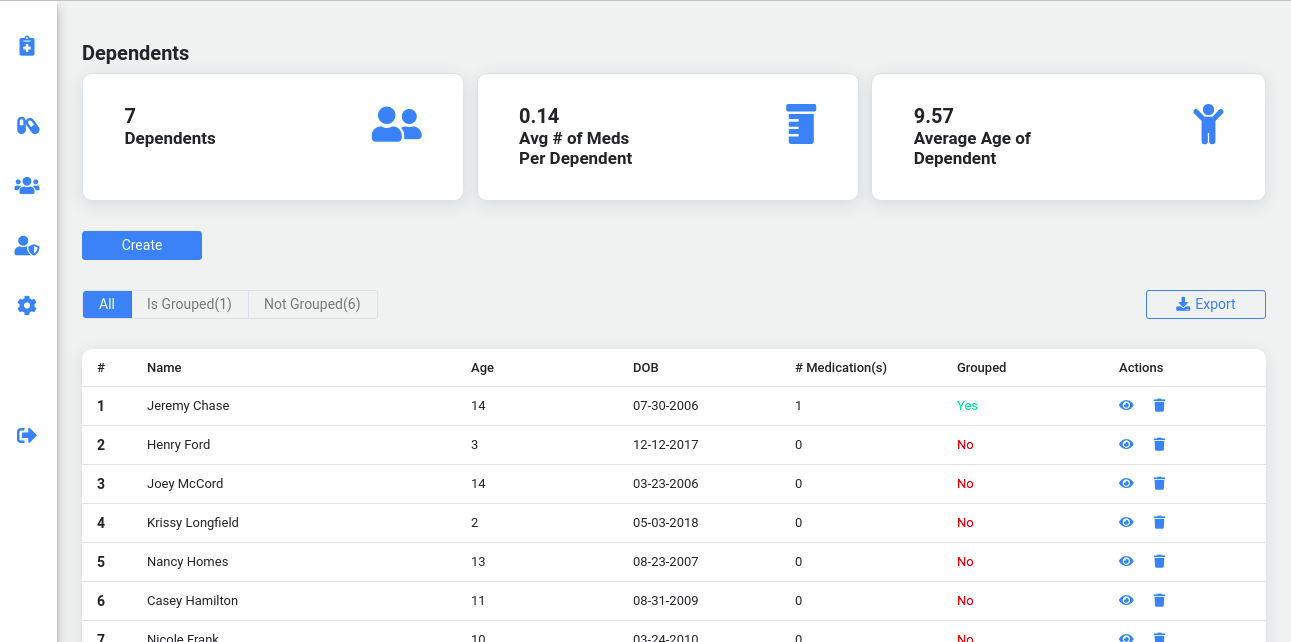 Dependents
7
Dependents
0.14
Avg # of Meds
Per Dependent
9.57
Average Age of
Dependent
Create
All Is Grouped(1) Not Grouped(6)
Export
# Name Age DOB # Medication(s) Grouped Actions
1 Jeremy Chase 14 07-30-2006 1 Yes
2 Henry Ford 3 12-12-2017 0 No
3 Joey McCord 14 03-23-2006 0 No
4 Krissy Longfield 2 05-03-2018 0 No
5 Nancy Homes 13 08-23-2007 0 No
6 Casey Hamilton 11 08-31-2009 0 No
7 Nicole Frank 10 03-24-2010 0 No